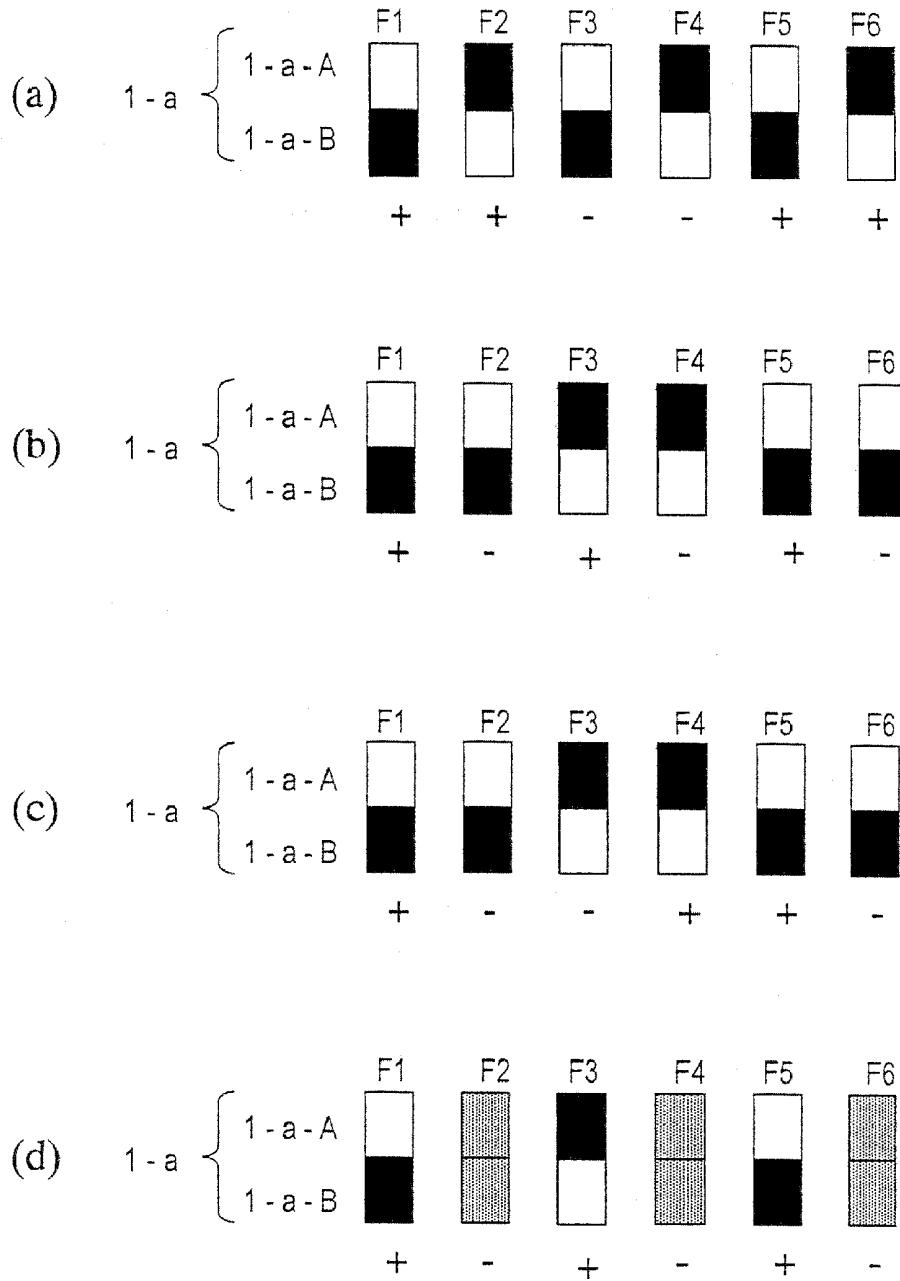 F1 F2 F3 F4 F5 F6
(a) 1 - a 1 - a - A
1 - a - B
+ + - - + +
F1 F2 F3 F4 F5 F6
(b) 1 - a 1 - a - A
1 - a - B
+ - + - + -
F1 F2 F3 F4 F5 F6
(c) 1 - a 1 - a - A
1 - a - B
+ - - + + -
F1 F2 F3 F4 F5 F6
(d) 1 - a 1 - a - A
1 - a - B
+ - + - + -